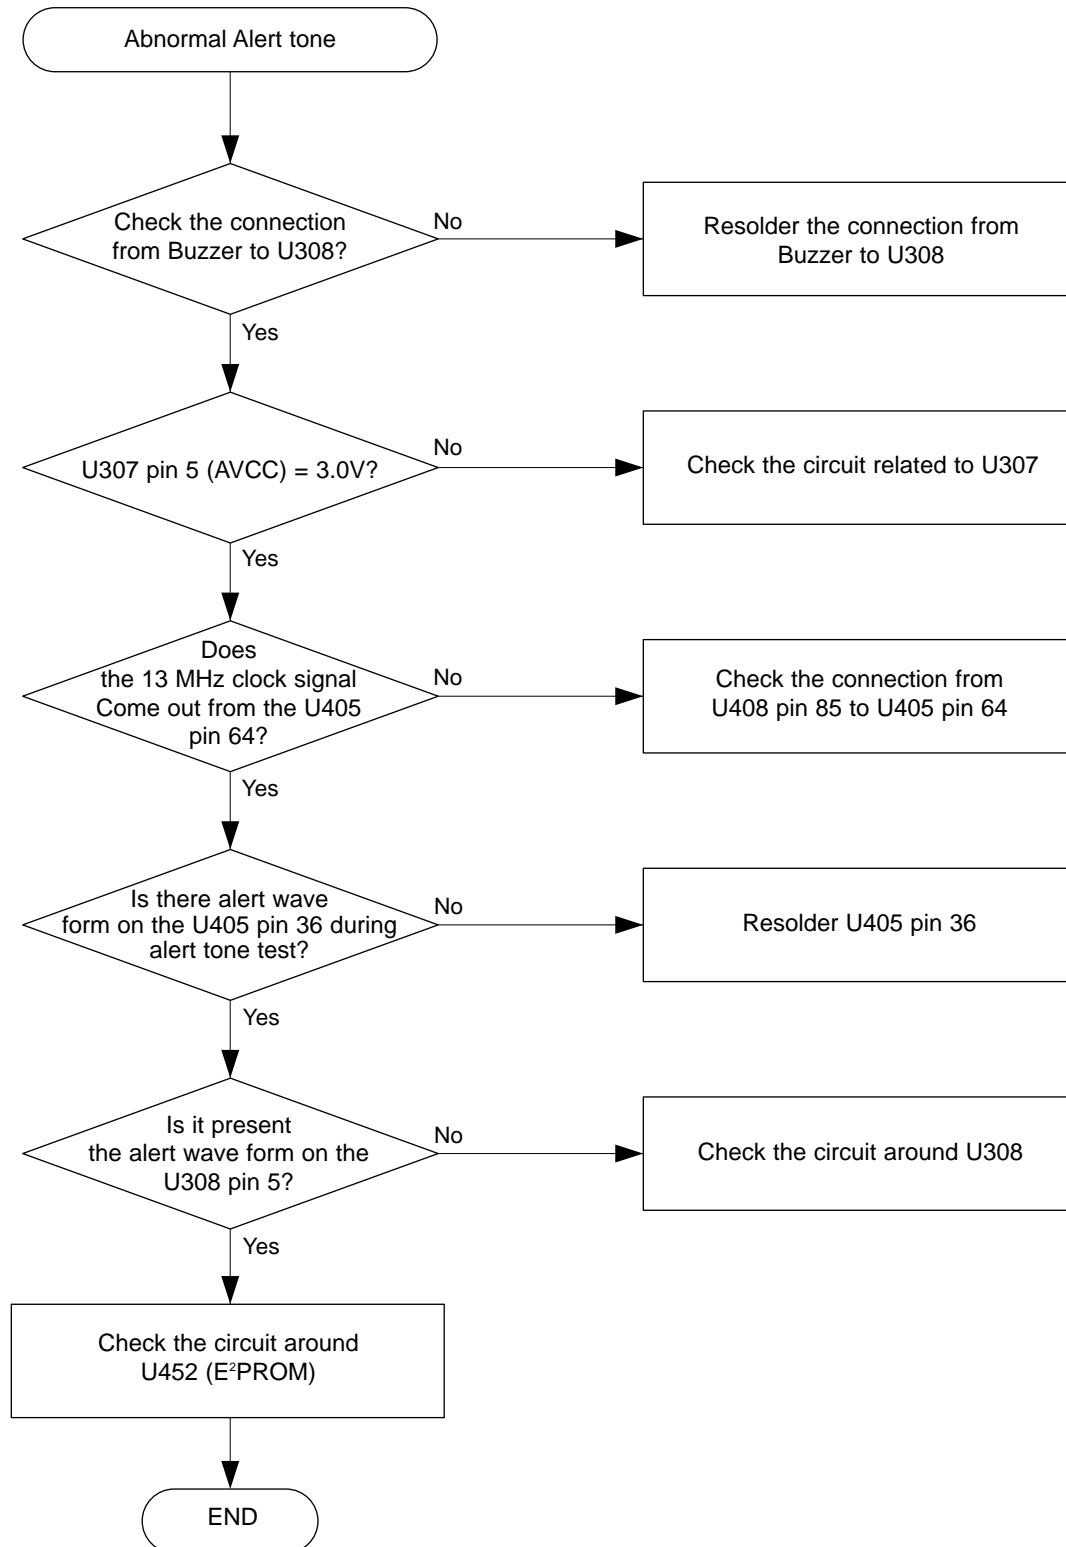 Abnormal Alert tone
Check the connection
from Buzzer to U308?
No
Resolder the connection from
Buzzer to U308
Yes
U307 pin 5 (AVCC) = 3.0V?
No
Check the circuit related to U307
Yes
Does
the 13 MHz clock signal
Come out from the U405
pin 64?
No
Check the connection from
U408 pin 85 to U405 pin 64
Yes
Is there alert wave
form on the U405 pin 36 during
alert tone test?
No
Resolder U405 pin 36
Yes
Is it present
the alert wave form on the
U308 pin 5?
No
Check the circuit around U308
Yes
Check the circuit around
U452 (E²PROM)
END